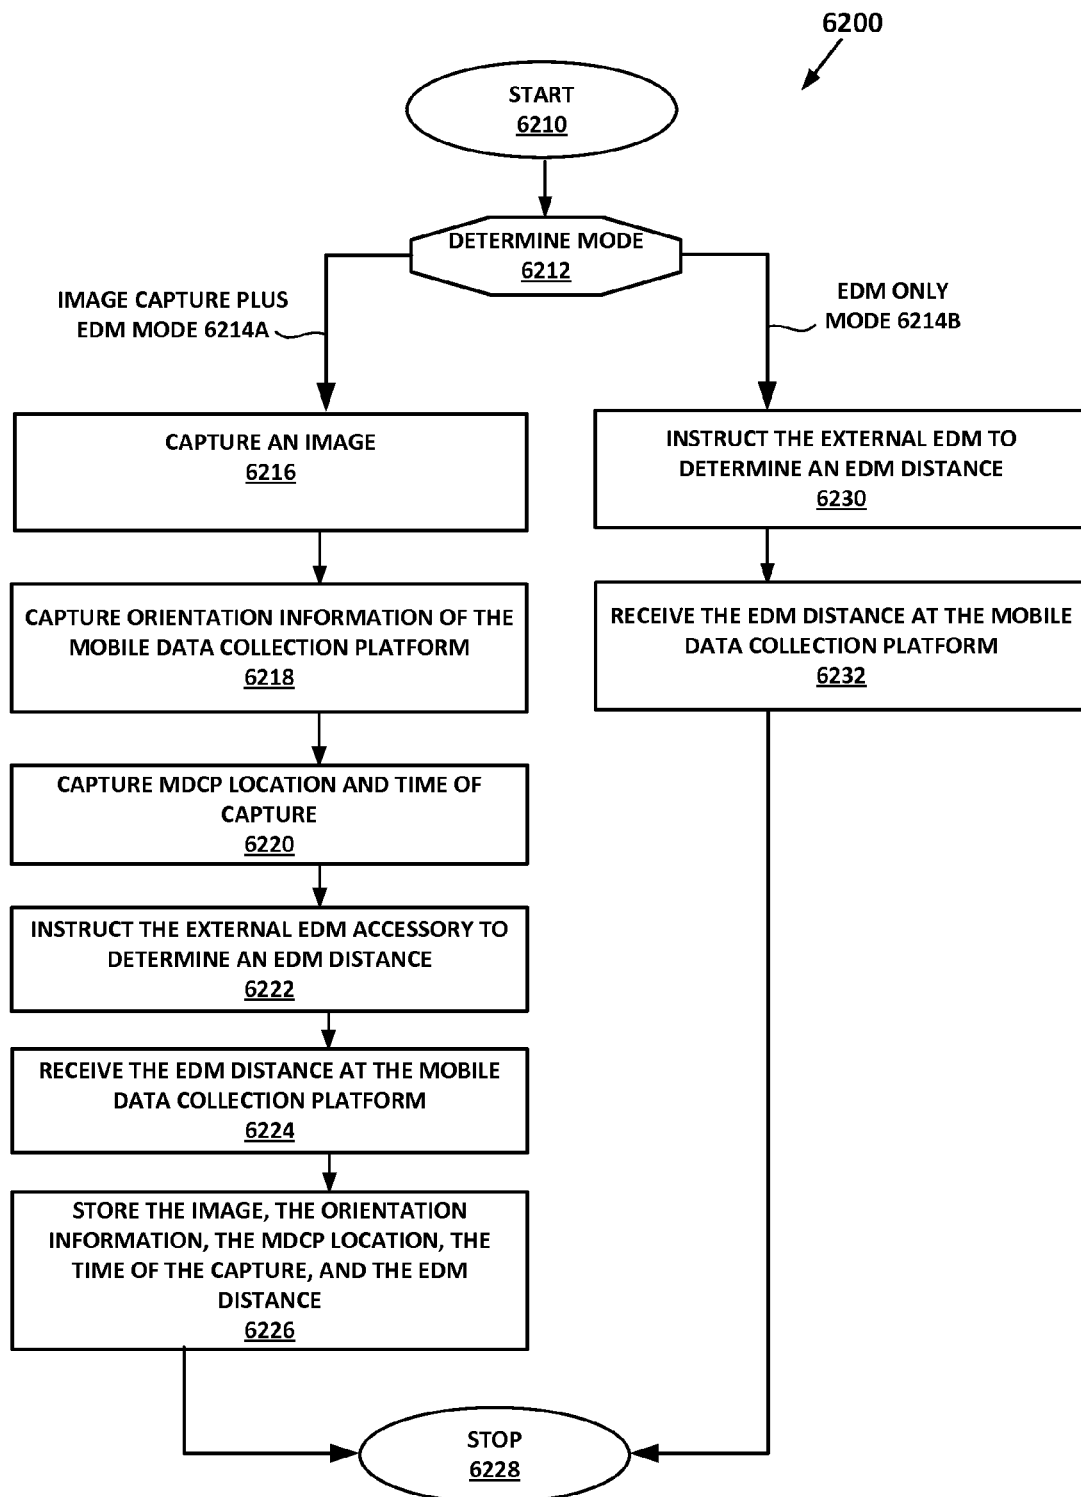 6200
START
6210
DETERMINE MODE
6212
IMAGE CAPTURE PLUS
EDM MODE 6214A
EDM ONLY
MODE 6214B
CAPTURE AN IMAGE
6216
CAPTURE ORIENTATION INFORMATION OF THE
MOBILE DATA COLLECTION PLATFORM
6218
CAPTURE MDCP LOCATION AND TIME OF
CAPTURE
6220
INSTRUCT THE EXTERNAL EDM ACCESSORY TO
DETERMINE AN EDM DISTANCE
6222
RECEIVE THE EDM DISTANCE AT THE MOBILE
DATA COLLECTION PLATFORM
6224
STORE THE IMAGE, THE ORIENTATION
INFORMATION, THE MDCP LOCATION, THE
TIME OF THE CAPTURE, AND THE EDM
DISTANCE
6226
INSTRUCT THE EXTERNAL EDM TO
DETERMINE AN EDM DISTANCE
6230
RECEIVE THE EDM DISTANCE AT THE MOBILE
DATA COLLECTION PLATFORM
6232
STOP
6228